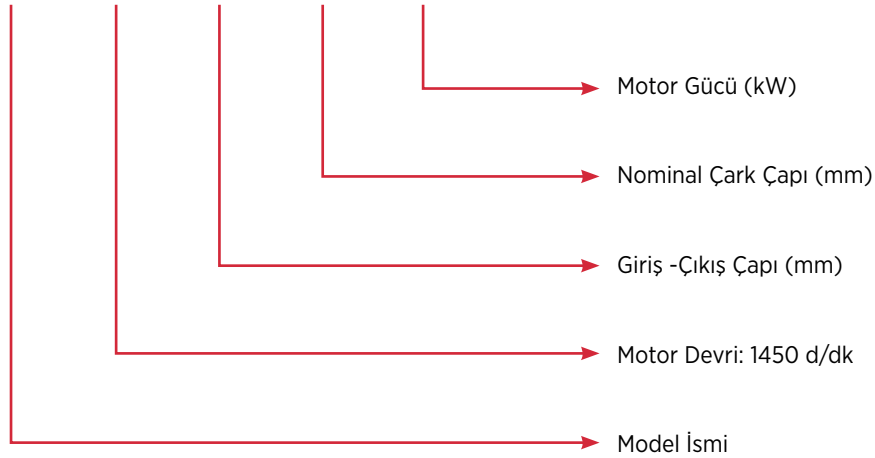 Motor Gücü (kW)
Nominal Çark Çapı (mm)
Giriş -Çıkış Çapı (mm)
Motor Devri: 1450 d/dk
Model İsmi